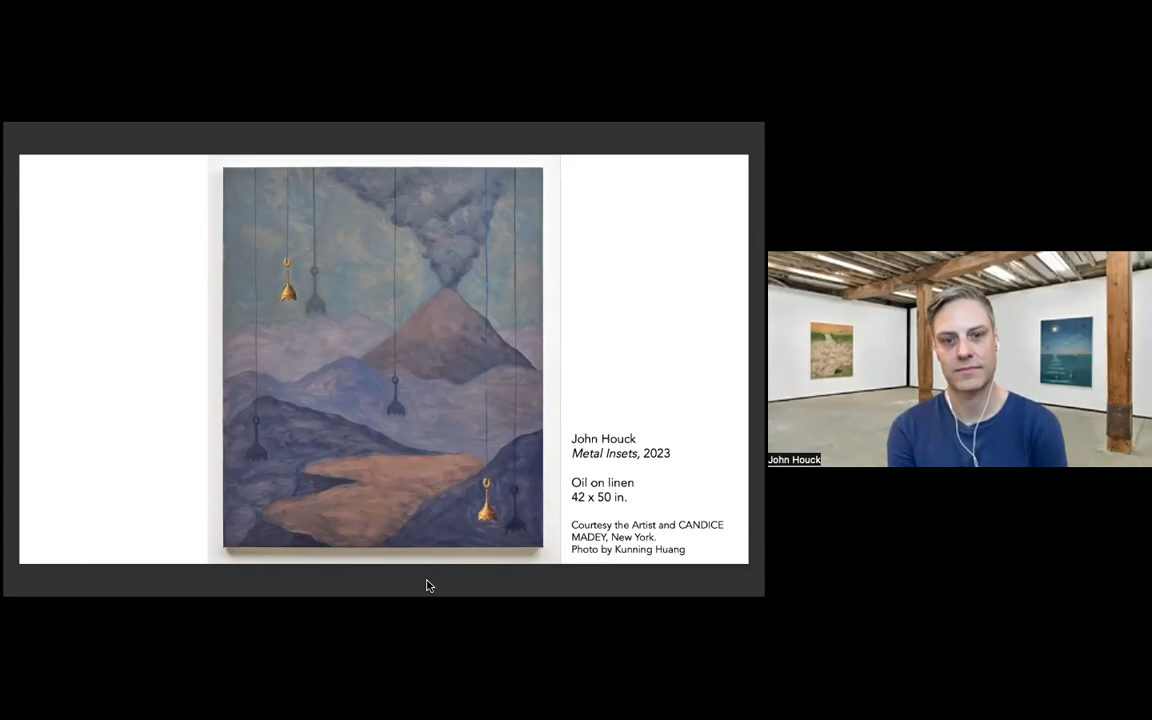 John Houck
Metal Insets, 2023
Oil on linen
42 x 50 in.
Courtesy the Artist and CANDICE
MADEY, New York.
Photo by Kunning Huang
John Houck